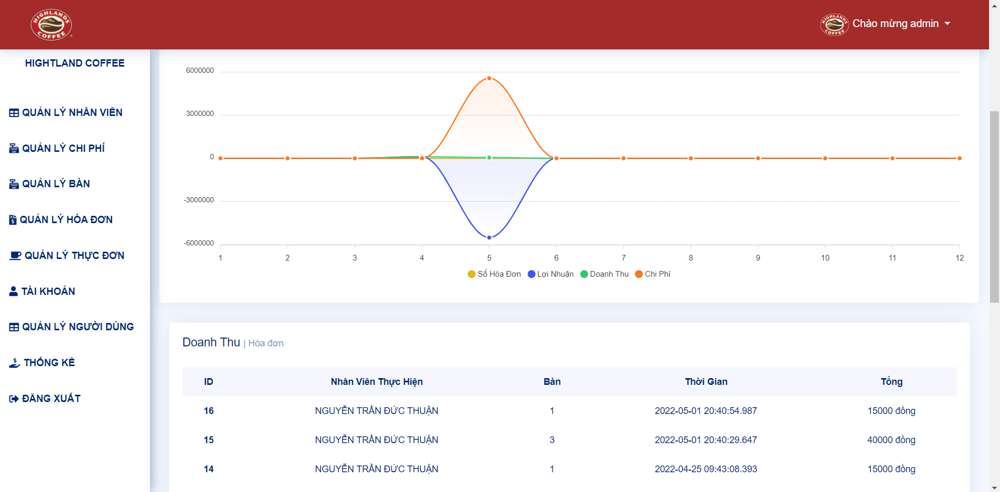 HIGHLANDS
COFFEE
HIGHLANDS
COFFEE
Chào mừng admin
HIGHTLAND COFFEE
QUẢN LÝ NHÂN VIÊN
QUẢN LÝ CHI PHÍ
QUẢN LÝ BÀN
QUẢN LÝ HÓA ĐƠN
QUẢN LÝ THỰC ĐƠN
TÀI KHOẢN
QUẢN LÝ NGƯỜI DÙNG
THỐNG KÊ
ĐĂNG XUẤT
6000000
3000000
0
-3000000
-6000000
1 2 3 4 5 6 7 8 9 10 11 12
Số Hóa Đơn Lợi Nhuận Doanh Thu Chi Phí
Doanh Thu | Hóa đơn
ID Nhân Viên Thực Hiện Bàn Thời Gian Tổng
16 NGUYỄN TRẦN ĐỨC THUẬN 1 2022-05-01 20:40:54.987 15000 đồng
15 NGUYỄN TRẦN ĐỨC THUẬN 3 2022-05-01 20:40:29.647 40000 đồng
14 NGUYỄN TRẦN ĐỨC THUẬN 1 2022-04-25 09:43:08.393 15000 đồng